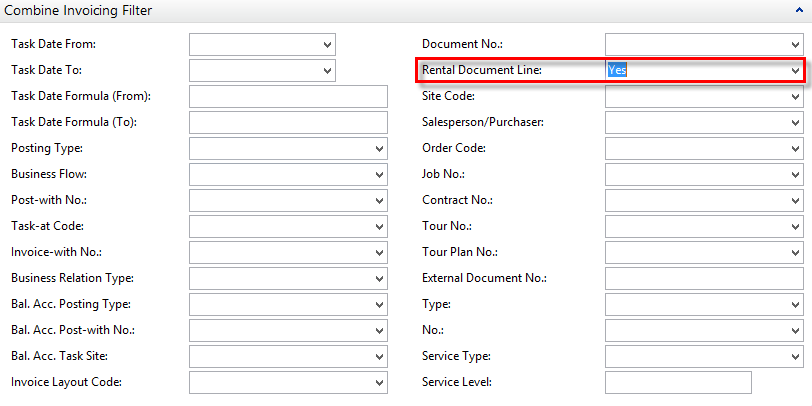 Combine Invoicing Filter
Task Date From:
Task Date To:
Task Date Formula (From):
Task Date Formula (To):
Posting Type:
Business Flow:
Post-with No.:
Task-at Code:
Invoice-with No.:
Business Relation Type:
Bal. Acc. Posting Type:
Bal. Acc. Post-with No.:
Bal. Acc. Task Site:
Invoice Layout Code:
Document No.:
Rental Document Line: Yes
Site Code:
Salesperson/Purchaser:
Order Code:
Job No.:
Contract No.:
Tour No.:
Tour Plan No.:
External Document No.:
Type:
No.:
Service Type:
Service Level: